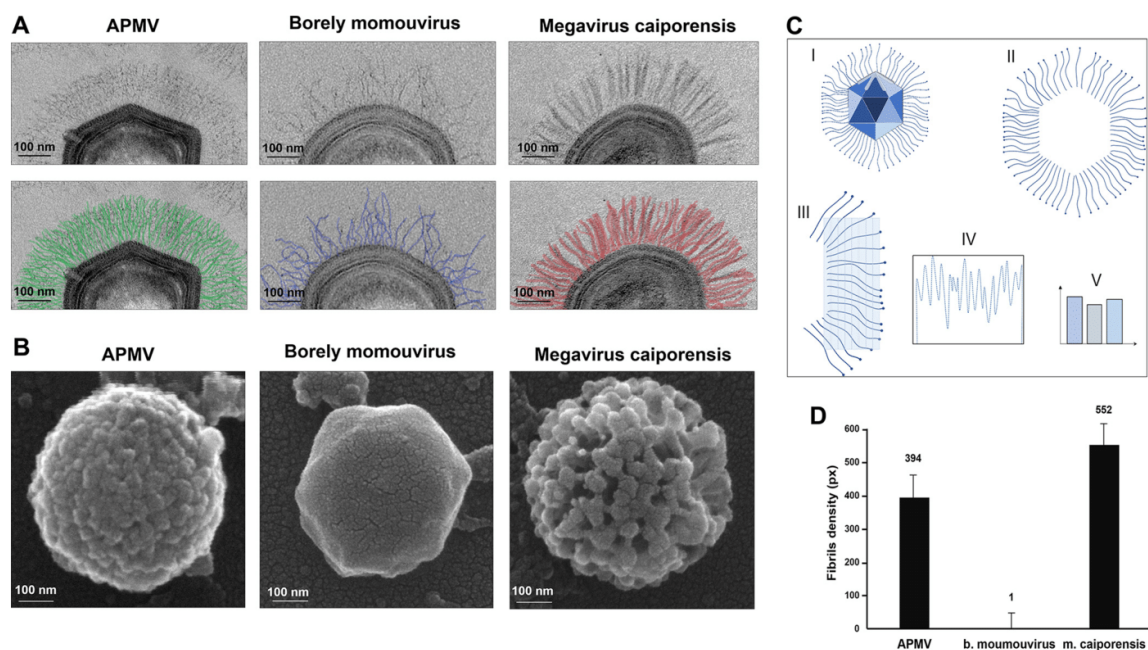 A
APMV
Borely momouvirus
Megavirus caiporensis
100 nm
100 nm
100 nm
100 nm
100 nm
100 nm
B
APMV
Borely momouvirus
Megavirus caiporensis
100 nm
100 nm
100 nm
C
I
II
III
IV
V
D
Fibrils density (px)
600
500
400
300
200
100
0
394
1
552
APMV
b. moumouvirus
m. caiporensis